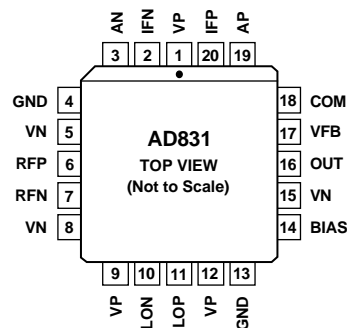 AN IFN VP IFP AP
3 2 1 20 19
GND 4 18 COM
VN 5 17 VFB
RFP 6 16 OUT
RFN 7 15 VN
VN 8 14 BIAS
AD831
TOP VIEW
(Not to Scale)
9 10 11 12 13
VP LON LOP VP GND